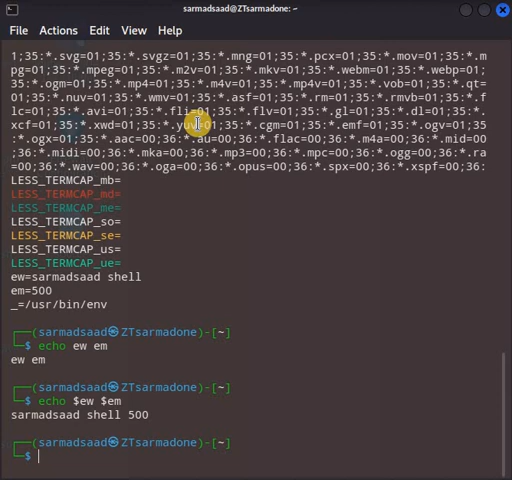 sarmadsaad@ZTsarmadone: ~
File Actions Edit View Help
1;35:*.svg=01;35:*.svgz=01;35:*.mng=01;35:*.pcx=01;35:*.mov=01;35:*.m
pg=01;35:*.mpeg=01;35:*.m2v=01;35:*.mkv=01;35:*.webm=01;35:*.webp=01;
35:*.ogm=01;35:*.mp4=01;35:*.m4v=01;35:*.mp4v=01;35:*.vob=01;35:*.qt=
01;35:*.nuv=01;35:*.wmv=01;35:*.asf=01;35:*.rm=01;35:*.rmvb=01;35:*.f
lc=01;35:*.avi=01;35:*.fli=01;35:*.flv=01;35:*.gl=01;35:*.dl=01;35:*.
xcf=01;35:*.xwd=01;35:*.yuv=01;35:*.cgm=01;35:*.emf=01;35:*.ogv=01;35
:*.ogx=01;35:*.aac=00;36:*.au=00;36:*.flac=00;36:*.m4a=00;36:*.mid=00
;36:*.midi=00;36:*.mka=00;36:*.mp3=00;36:*.mpc=00;36:*.ogg=00;36:*.ra
=00;36:*.wav=00;36:*.oga=00;36:*.opus=00;36:*.spx=00;36:*.xspf=00;36:
LESS_TERMCAP_mb=
LESS_TERMCAP_md=
LESS_TERMCAP_me=
LESS_TERMCAP_so=
LESS_TERMCAP_se=
LESS_TERMCAP_us=
LESS_TERMCAP_ue=
ew=sarmadsaad shell
em=500
_=/usr/bin/env
┌──(sarmadsaad㉿ZTsarmadone)-[~]
└─$ echo ew em
ew em
┌──(sarmadsaad㉿ZTsarmadone)-[~]
└─$ echo $ew $em
sarmadsaad shell 500
┌──(sarmadsaad㉿ZTsarmadone)-[~]
└─$